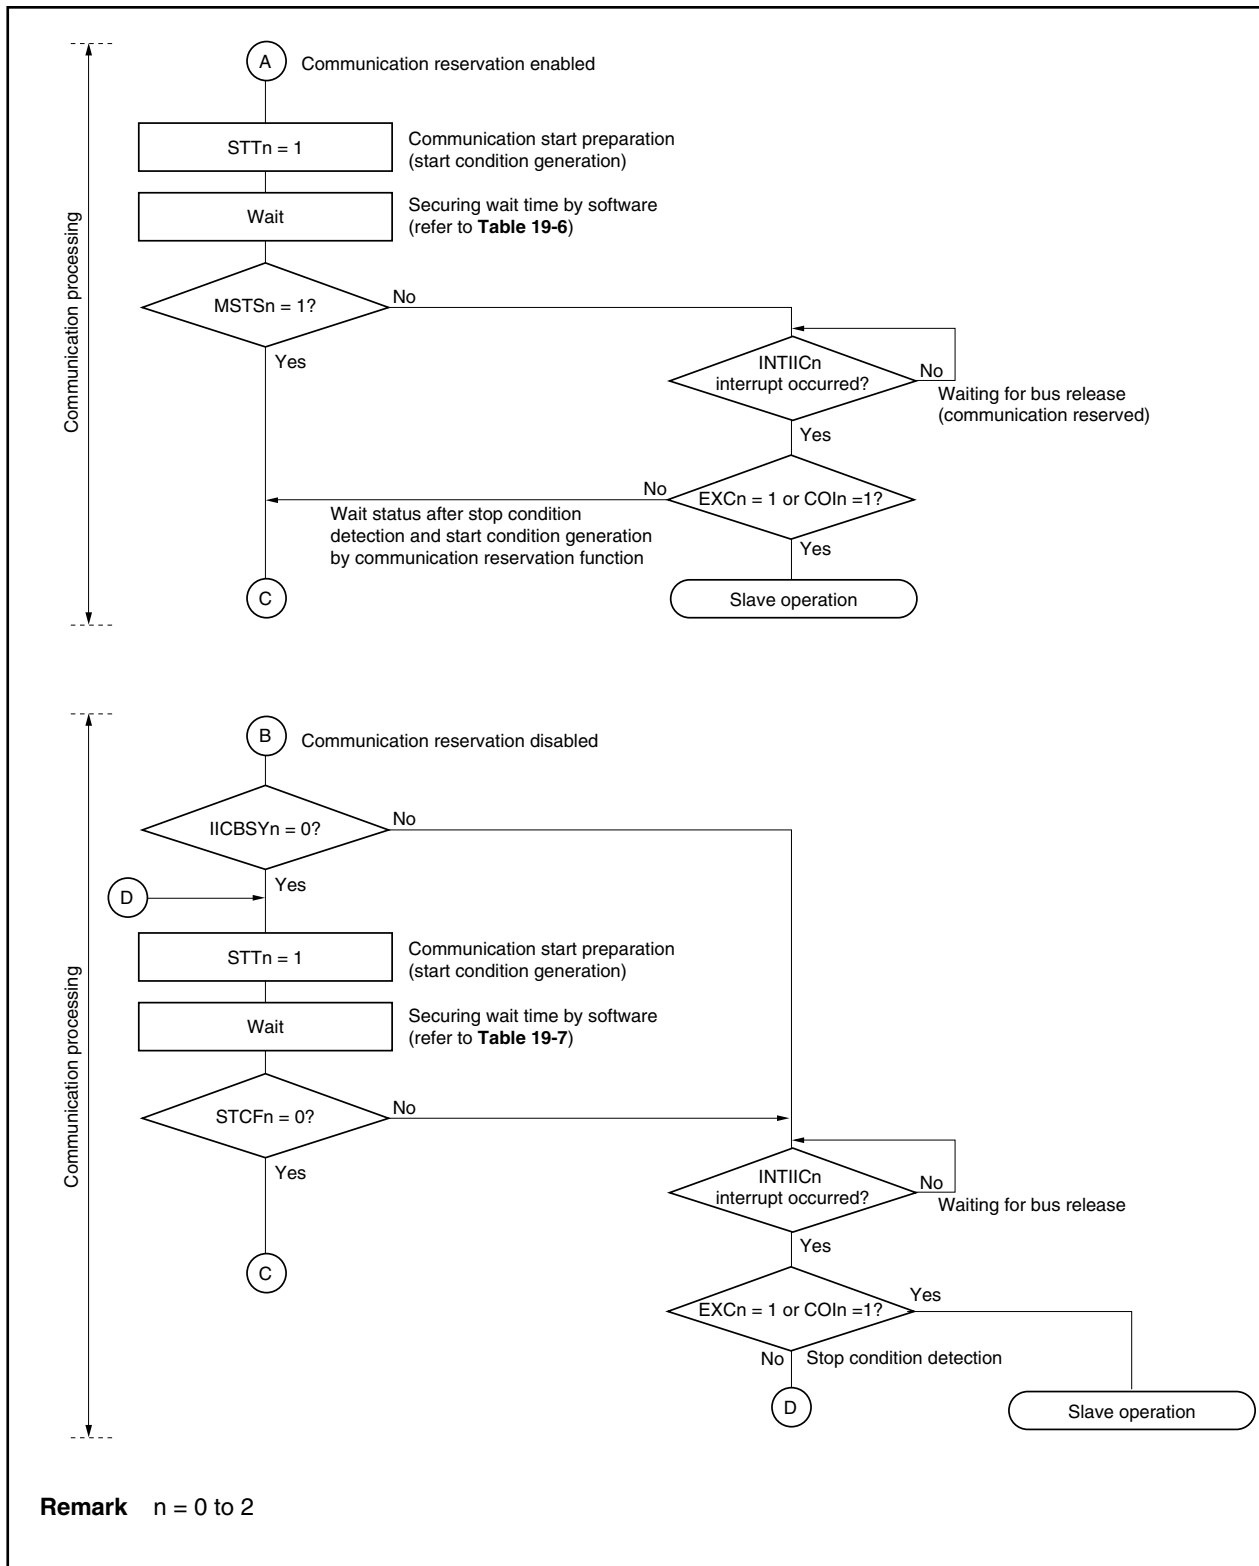 A Communication reservation enabled
STTn = 1
Communication start preparation
(start condition generation)
Wait
Securing wait time by software
(refer to Table 19-6)
MSTSn = 1?
No
Yes
INTIICn
interrupt occurred?
No
Waiting for bus release
(communication reserved)
Yes
EXCn = 1 or COIn =1?
No
Wait status after stop condition
detection and start condition generation
by communication reservation function
Yes
C
Slave operation
Communication processing
B Communication reservation disabled
IICBSYn = 0?
No
Yes
D
STTn = 1
Communication start preparation
(start condition generation)
Wait
Securing wait time by software
(refer to Table 19-7)
STCFn = 0?
No
Yes
INTIICn
interrupt occurred?
No
Waiting for bus release
Yes
C
EXCn = 1 or COIn =1?
Yes
No Stop condition detection
D
Slave operation
Communication processing
Remark n = 0 to 2